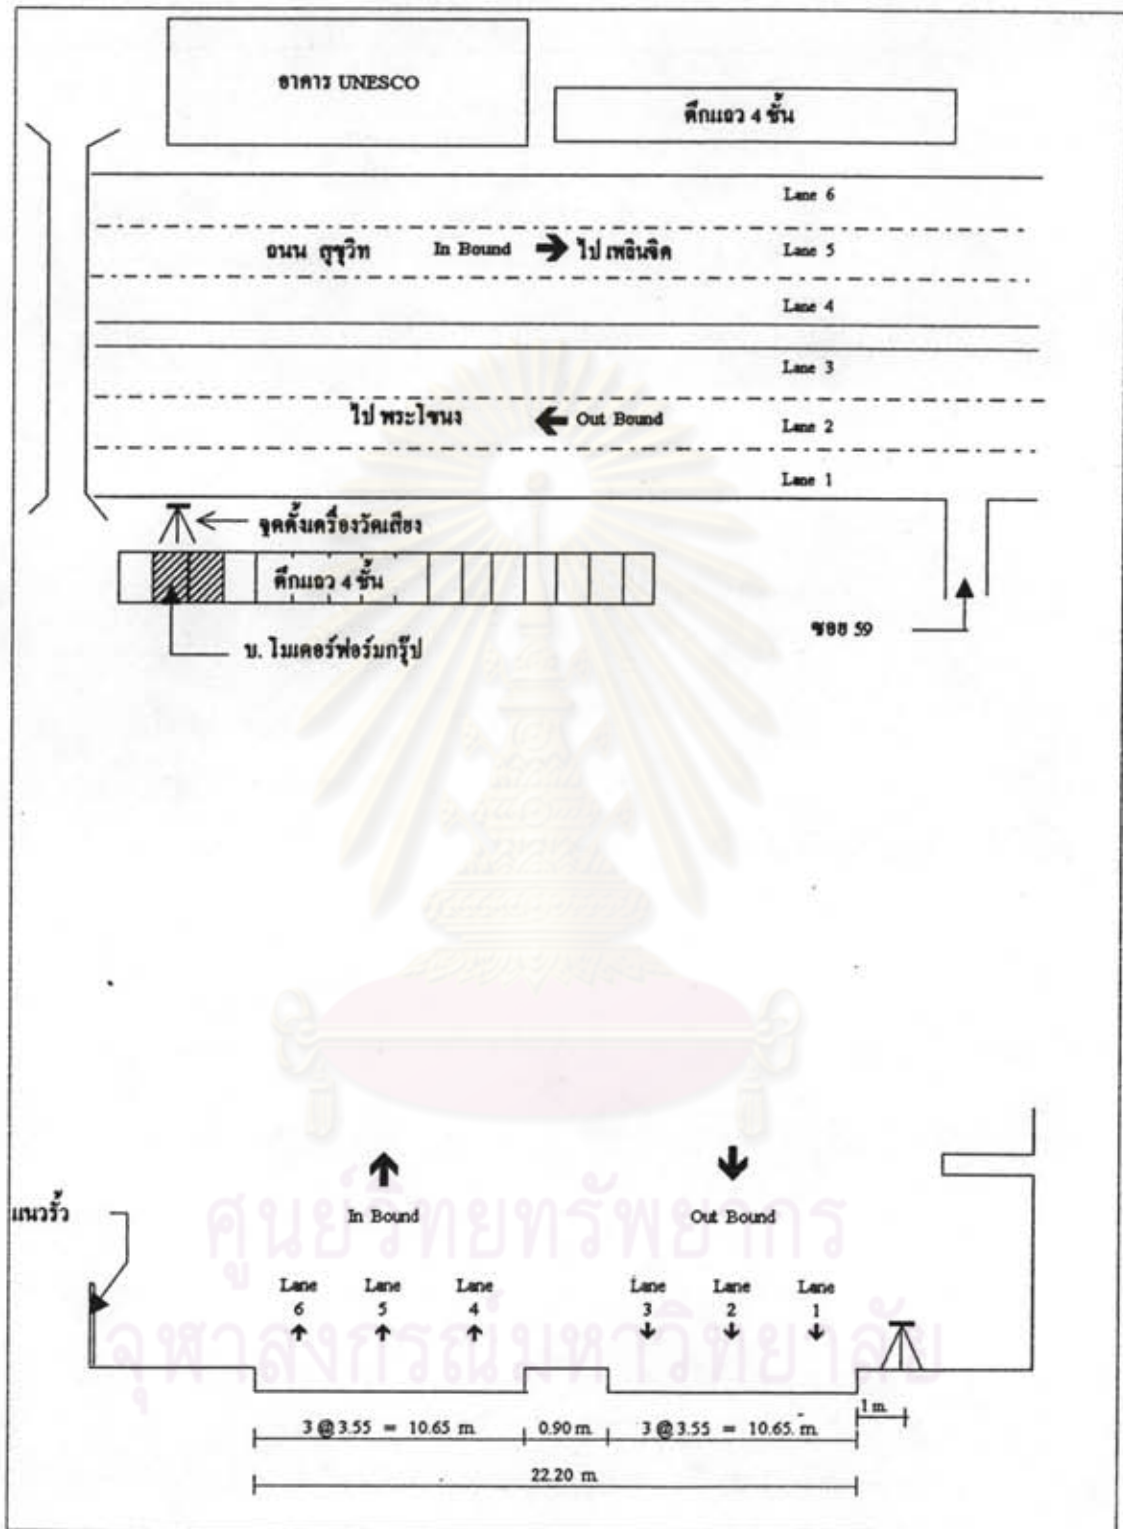 อาคาร UNESCO
ตึกแถว 4 ชั้น
Lane 6
ถนน สุขุวิท In Bound ไป เพลินจิต Lane 5
Lane 4
Lane 3
ไป พระโขนง Out Bound Lane 2
Lane 1
จุดตั้งเครื่องวัดเสียง
ตึกแถว 4 ชั้น
ซอย 59
บ. โมเดอร์ฟอร์มกรุ๊ป
แนวรั้ว
In Bound Out Bound
ศูนย์วิทยทรัพยากร
Lane Lane Lane Lane Lane Lane
6 5 4 3 2 1
จุฬาลงกรณ์มหาวิทยาลัย
1 m.
3 @ 3.55 = 10.65 m. 0.90 m. 3 @ 3.55 = 10.65. m.
22.20 m.